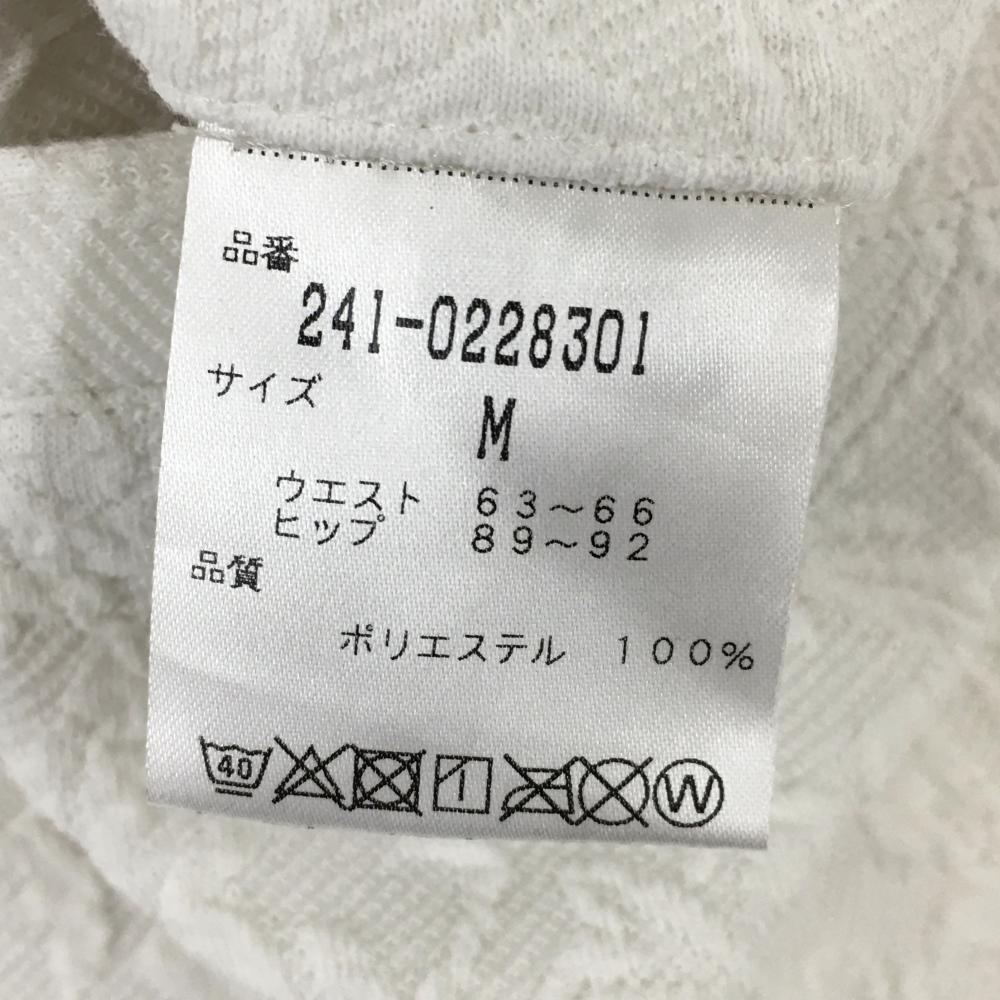 品番
241-0228301
サイズ
M
ウエスト ６３～６６
ヒップ ８９～９２
品質
ポリエステル １００％
40 W